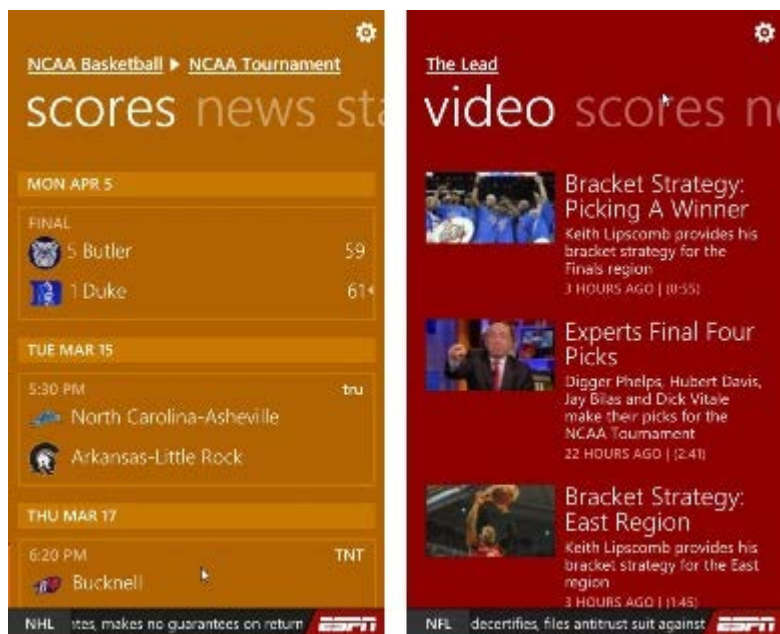 NCAA Basketball ▶ NCAA Tournament
scores news sta
MON APR 5
FINAL
5 Butler 59
1 Duke 61
TUE MAR 15
5:30 PM tru
North Carolina-Asheville
Arkansas-Little Rock
THU MAR 17
6:20 PM TNT
Bucknell
NHL tes, makes no guarantees on return ESPN
The Lead
video scores n
Bracket Strategy:
Picking A Winner
Keith Lipscomb provides his
bracket strategy for the
Finals region
3 HOURS AGO | (0:55)
Experts Final Four
Picks
Digger Phelps, Hubert Davis,
Jay Bilas and Dick Vitale
make their picks for the
NCAA Tournament
22 HOURS AGO | (2:41)
Bracket Strategy:
East Region
Keith Lipscomb provides his
bracket strategy for the East
region
3 HOURS AGO | (1:45)
NFL decertifies, files antitrust suit against ESPN